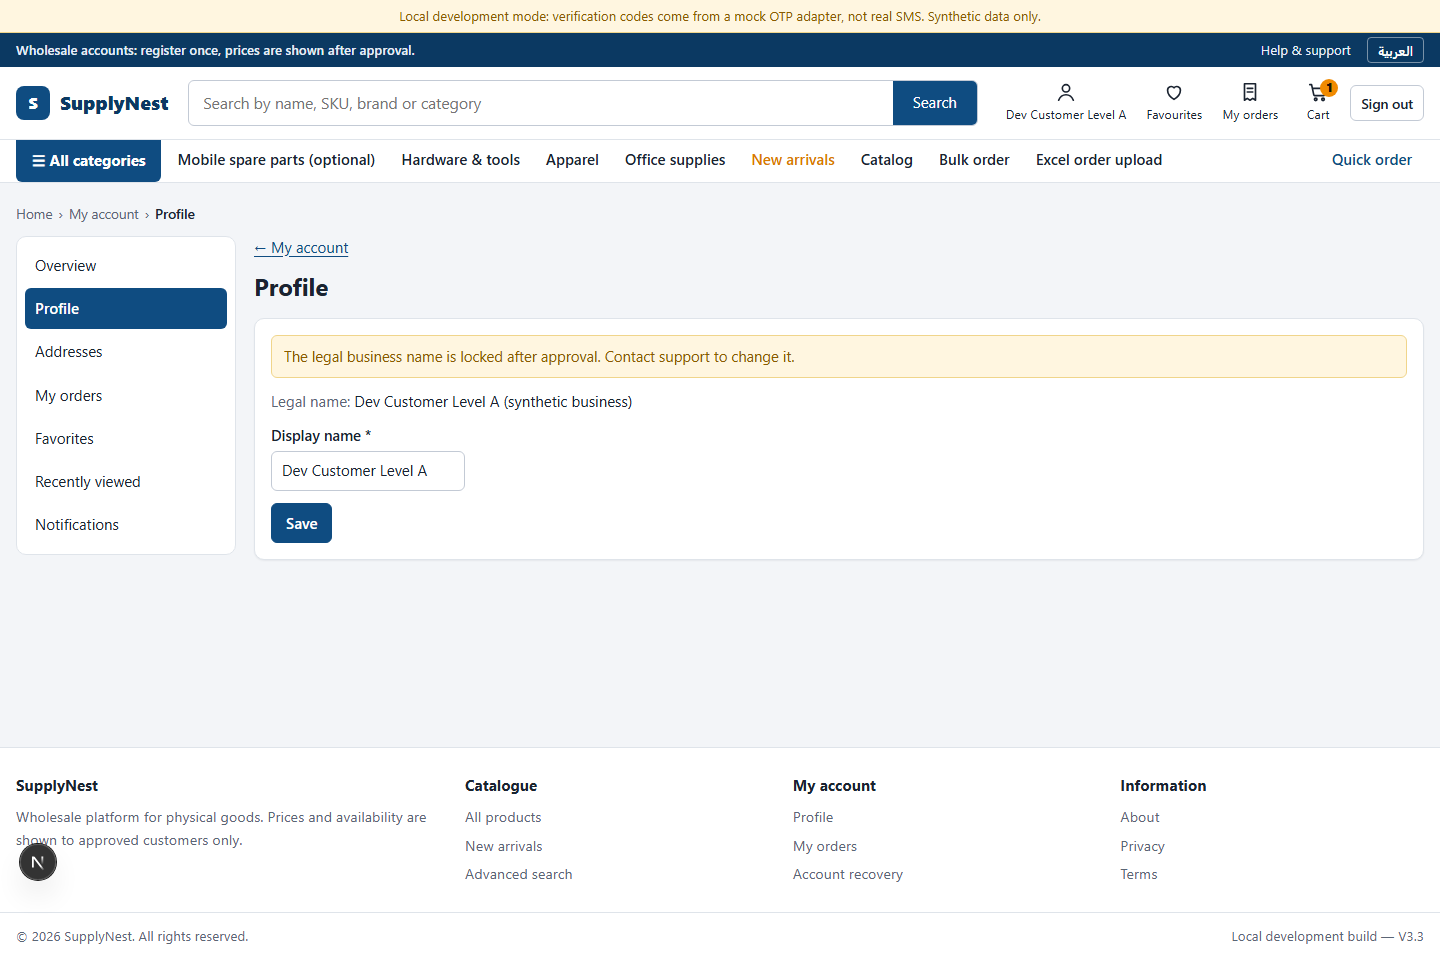 Local development mode: verification codes come from a mock OTP adapter, not real SMS. Synthetic data only.
Wholesale accounts: register once, prices are shown after approval.
Help & support
العربية
S
SupplyNest
Search by name, SKU, brand or category
Search
Dev Customer Level A
Favourites
My orders
1
Cart
Sign out
☰ All categories
Mobile spare parts (optional)
Hardware & tools
Apparel
Office supplies
New arrivals
Catalog
Bulk order
Excel order upload
Quick order
Home › My account › Profile
Overview
Profile
Addresses
My orders
Favorites
Recently viewed
Notifications
← My account
Profile
The legal business name is locked after approval. Contact support to change it.
Legal name: Dev Customer Level A (synthetic business)
Display name *
Dev Customer Level A
Save
SupplyNest
Wholesale platform for physical goods. Prices and availability are
shown to approved customers only.
N
Catalogue
All products
New arrivals
Advanced search
My account
Profile
My orders
Account recovery
Information
About
Privacy
Terms
© 2026 SupplyNest. All rights reserved.
Local development build — V3.3